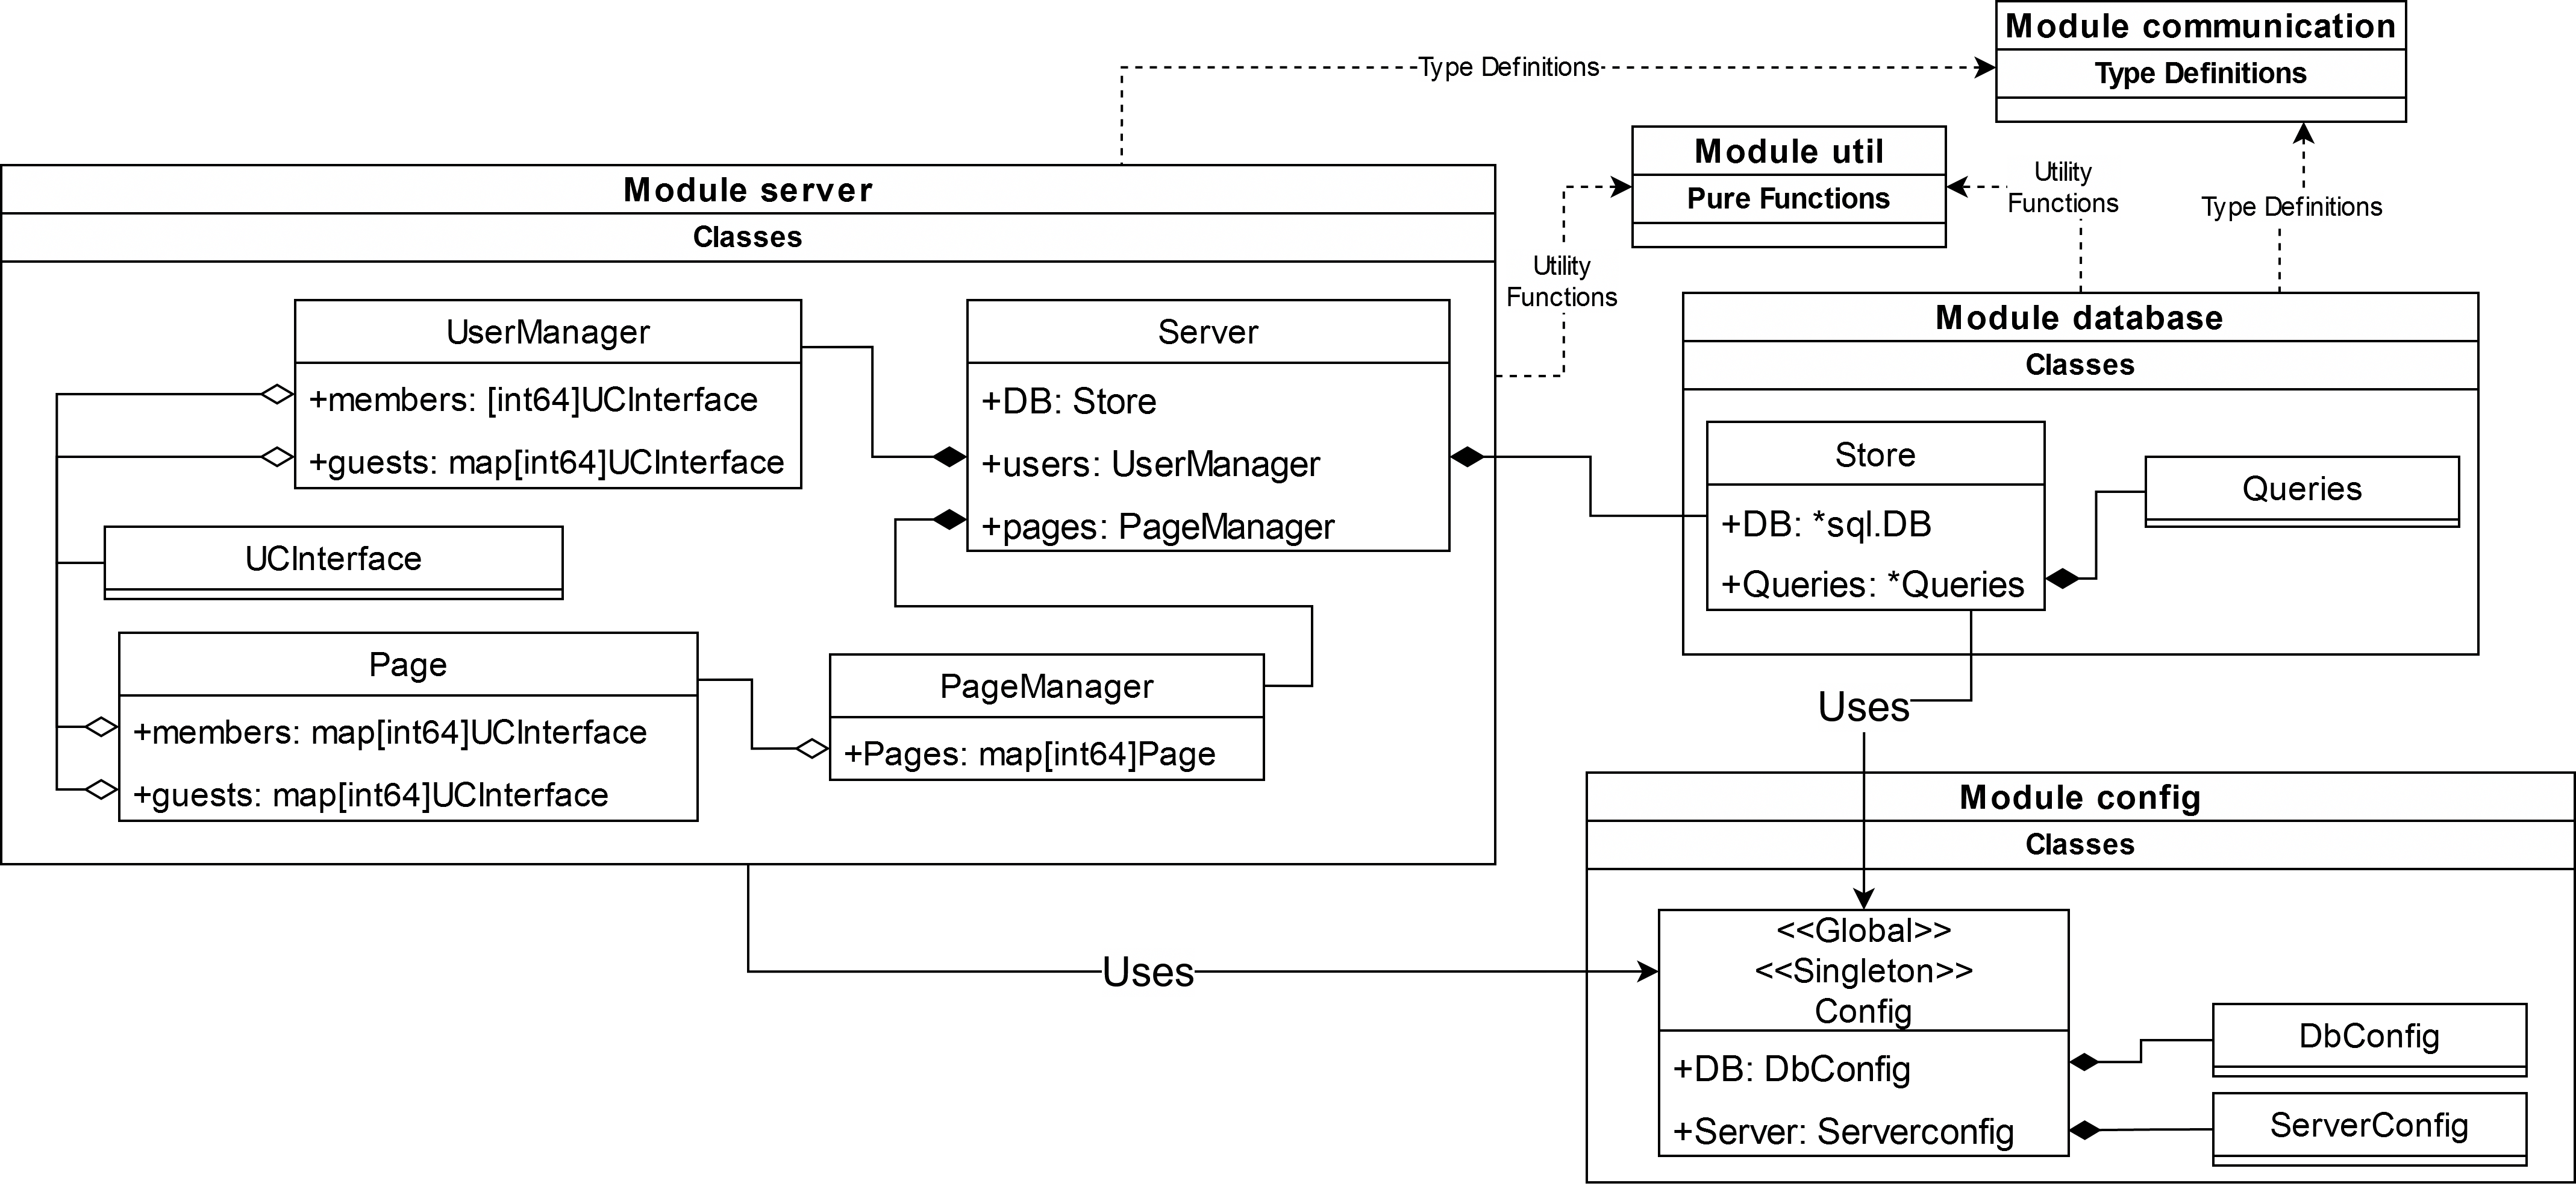 Module communication
Type Definitions
Type Definitions
Module util
Pure Functions
Utility
Functions
Type Definitions
Utility
Functions
Module server
Classes
UserManager
+members: [int64]UCInterface
+guests: map[int64]UCInterface
Server
+DB: Store
+users: UserManager
+pages: PageManager
UCInterface
Page
+members: map[int64]UCInterface
+guests: map[int64]UCInterface
PageManager
+Pages: map[int64]Page
Module database
Classes
Store
+DB: *sql.DB
+Queries: *Queries
Queries
Uses
Uses
Module config
Classes
<<Global>>
<<Singleton>>
Config
+DB: DbConfig
+Server: Serverconfig
DbConfig
ServerConfig